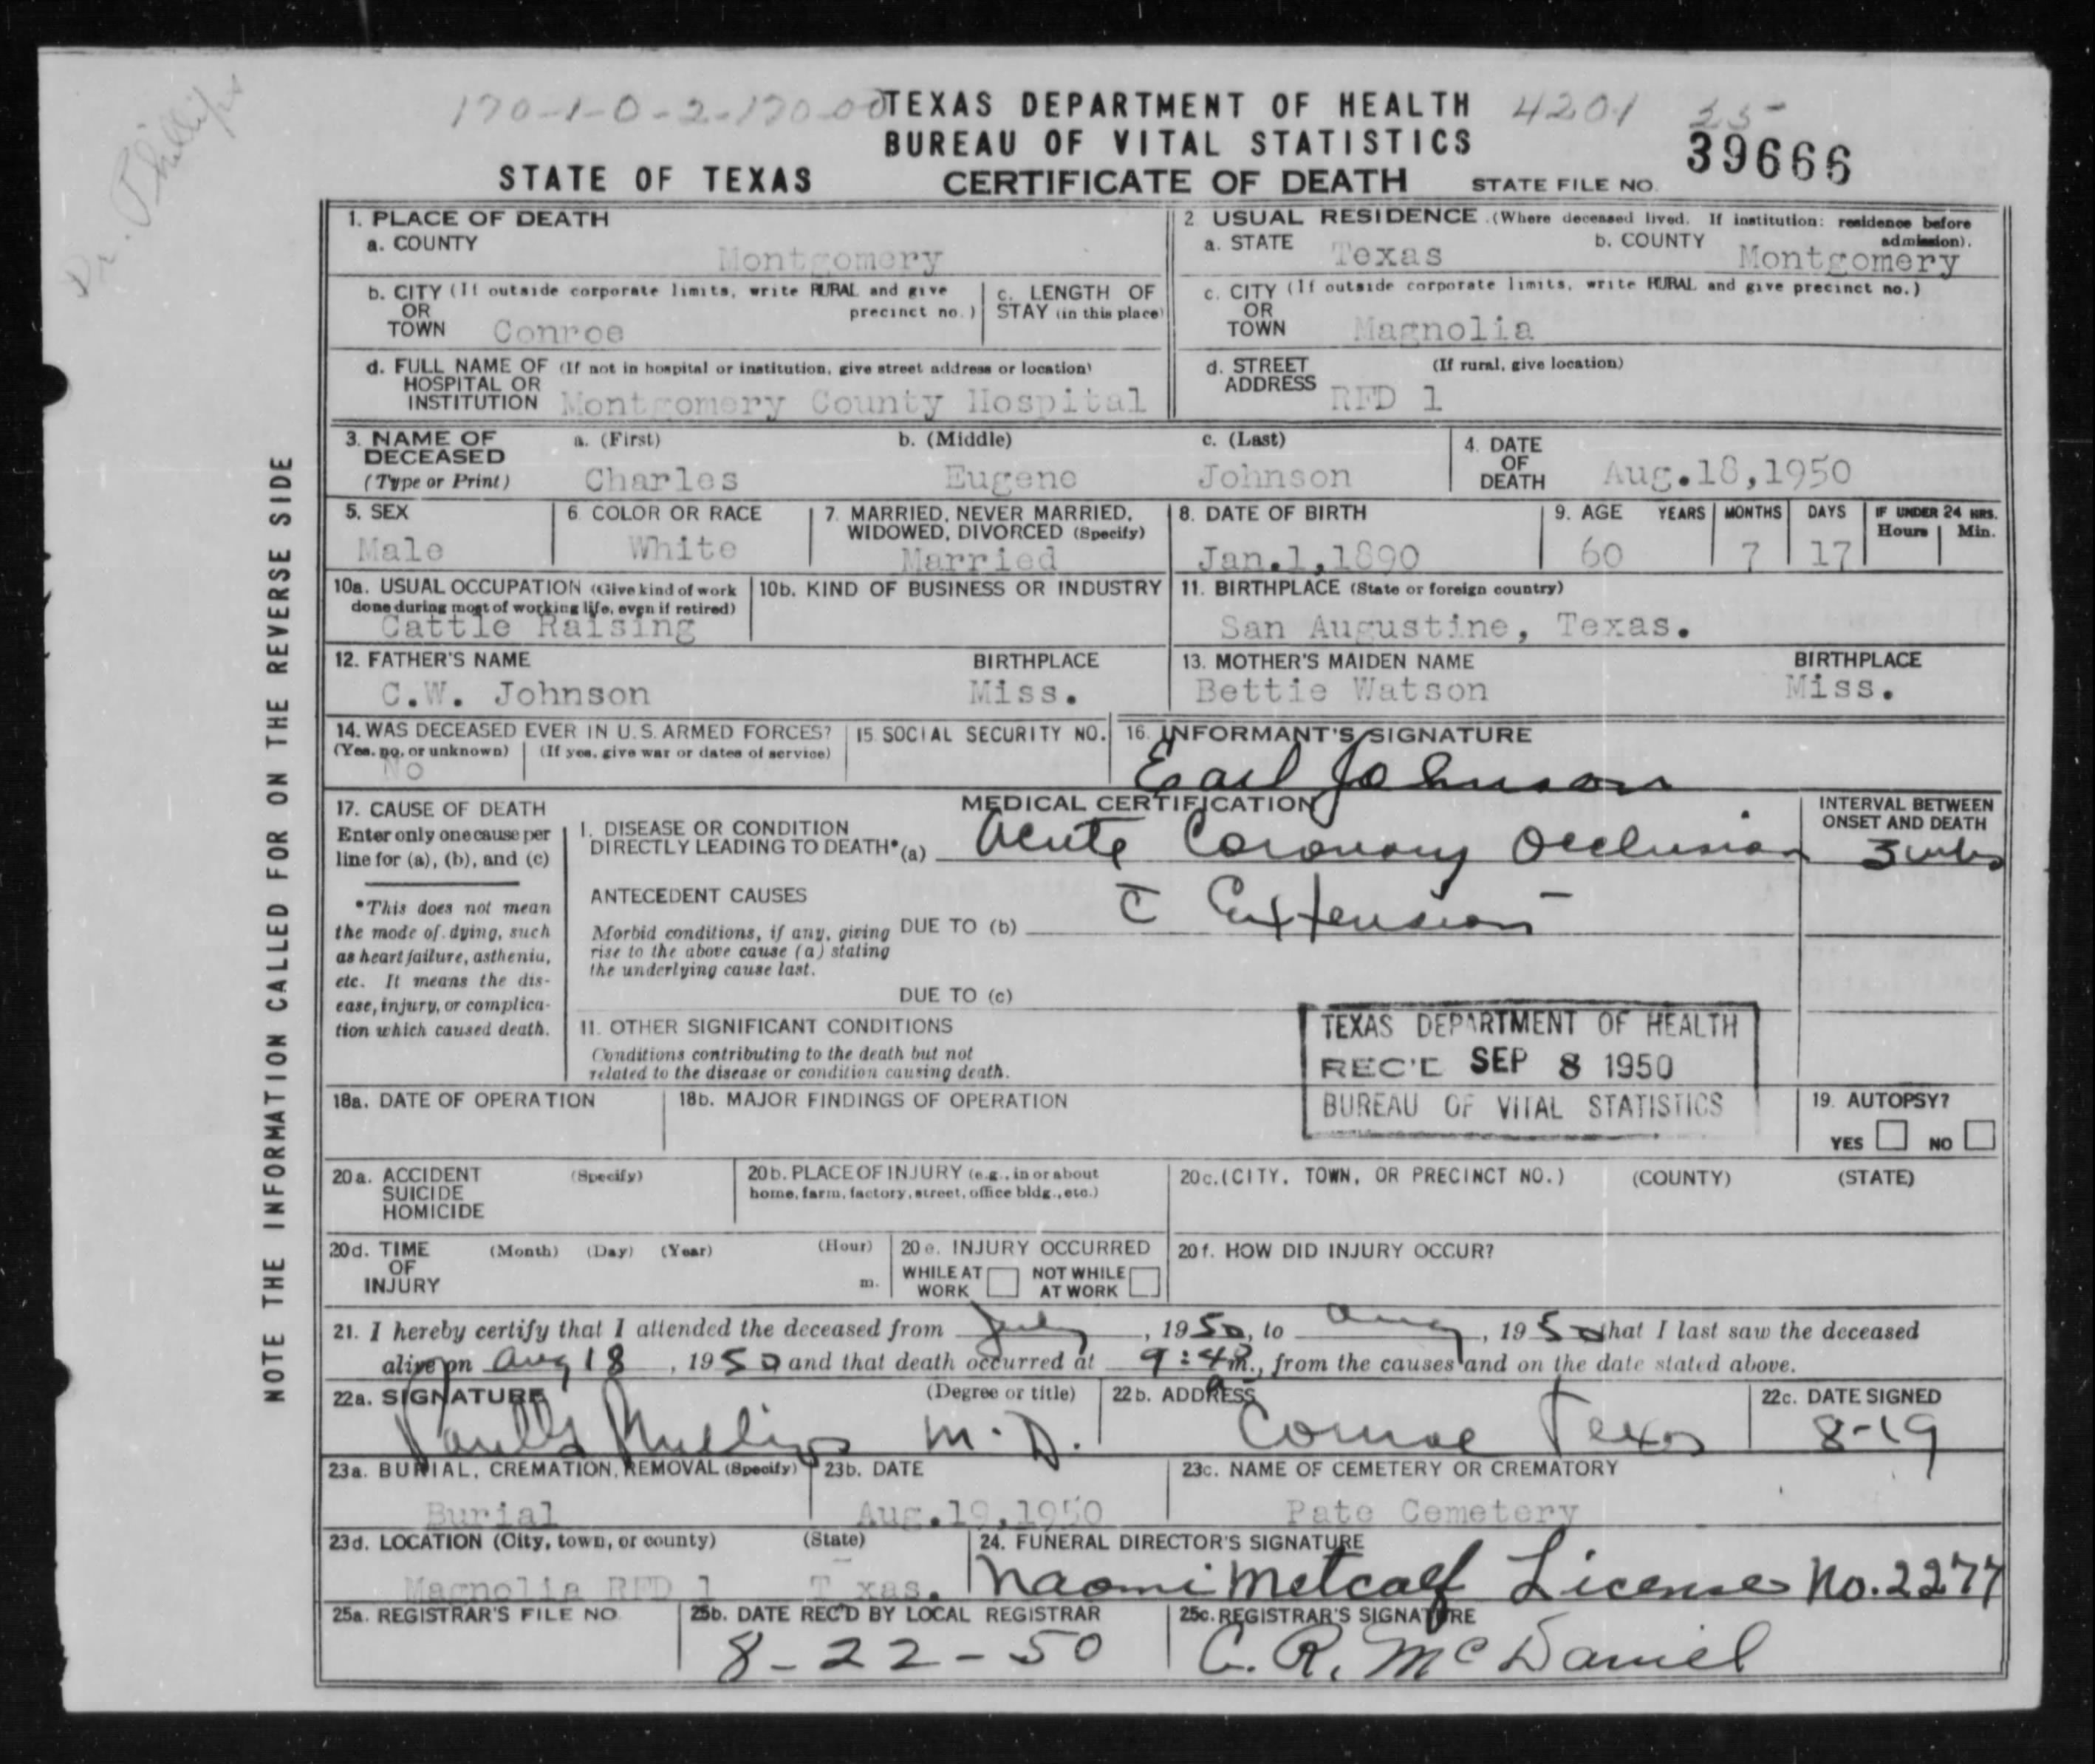 Dr. Phillips
170-1-0-2-170-00 TEXAS DEPARTMENT OF HEALTH 4201 25-
BUREAU OF VITAL STATISTICS 39666
STATE OF TEXAS CERTIFICATE OF DEATH STATE FILE NO.
NOTE THE INFORMATION CALLED FOR ON THE REVERSE SIDE
1. PLACE OF DEATH
a. COUNTY
Montgomery
2 USUAL RESIDENCE (Where deceased lived. If institution: residence before admission).
a. STATE Texas b. COUNTY Montgomery
b. CITY (If outside corporate limits, write RURAL and give precinct no.)
OR
TOWN Conroe
c. LENGTH OF
STAY (in this place)
c. CITY (If outside corporate limits, write RURAL and give precinct no.)
OR
TOWN Magnolia
d. FULL NAME OF (If not in hospital or institution, give street address or location)
HOSPITAL OR
INSTITUTION Montgomery County Hospital
d. STREET (If rural, give location)
ADDRESS RFD 1
3. NAME OF DECEASED
(Type or Print)
a. (First) b. (Middle) c. (Last)
Charles Eugene Johnson
4. DATE
OF
DEATH Aug.18,1950
5. SEX
Male
6 COLOR OR RACE
White
7. MARRIED, NEVER MARRIED,
WIDOWED, DIVORCED (Specify)
Married
8. DATE OF BIRTH
Jan.1,1890
9. AGE YEARS MONTHS DAYS IF UNDER 24 HRS.
Hours Min.
60 7 17
10a. USUAL OCCUPATION (Give kind of work
done during most of working life, even if retired)
Cattle Raising
10b. KIND OF BUSINESS OR INDUSTRY
11. BIRTHPLACE (State or foreign country)
San Augustine, Texas.
12. FATHER'S NAME BIRTHPLACE
C.W. Johnson Miss.
13. MOTHER'S MAIDEN NAME BIRTHPLACE
Bettie Watson Miss.
14. WAS DECEASED EVER IN U.S. ARMED FORCES?
(Yes, no, or unknown) (If yes, give war or dates of service)
No
15. SOCIAL SECURITY NO.
16. INFORMANT'S SIGNATURE
Earl Johnson
17. CAUSE OF DEATH
Enter only one cause per
line for (a), (b), and (c)
*This does not mean
the mode of dying, such
as heart failure, asthenia,
etc. It means the dis-
ease, injury, or complica-
tion which caused death.
MEDICAL CERTIFICATION
INTERVAL BETWEEN
ONSET AND DEATH
I. DISEASE OR CONDITION
DIRECTLY LEADING TO DEATH* (a) Acute Coronary Occlusion 3 wks
ANTECEDENT CAUSES
Morbid conditions, if any, giving
rise to the above cause (a) stating
the underlying cause last.
DUE TO (b) c̄ Extension -
DUE TO (c)
II. OTHER SIGNIFICANT CONDITIONS
Conditions contributing to the death but not
related to the disease or condition causing death.
TEXAS DEPARTMENT OF HEALTH
REC'D SEP 8 1950
BUREAU OF VITAL STATISTICS
18a. DATE OF OPERATION
18b. MAJOR FINDINGS OF OPERATION
19. AUTOPSY?
YES NO
20a. ACCIDENT (Specify)
SUICIDE
HOMICIDE
20b. PLACE OF INJURY (e.g., in or about
home, farm, factory, street, office bldg., etc.)
20c. (CITY, TOWN, OR PRECINCT NO.) (COUNTY) (STATE)
20d. TIME (Month) (Day) (Year) (Hour)
OF
INJURY m.
20e. INJURY OCCURRED
WHILE AT WORK NOT WHILE AT WORK
20f. HOW DID INJURY OCCUR?
21. I hereby certify that I attended the deceased from July, 1950, to Aug, 1950 that I last saw the deceased
alive on Aug 18, 1950 and that death occurred at 9:48 m., from the causes and on the date stated above.
22a. SIGNATURE (Degree or title)
Phillips M.D.
22b. ADDRESS
Conroe Texas
22c. DATE SIGNED
8-19
23a. BURIAL, CREMATION, REMOVAL (Specify)
Burial
23b. DATE
Aug.19,1950
23c. NAME OF CEMETERY OR CREMATORY
Pate Cemetery
23d. LOCATION (City, town, or county) (State)
Magnolia RFD 1 T xas.
24. FUNERAL DIRECTOR'S SIGNATURE
Naomi Metcalf License No. 2277
25a. REGISTRAR'S FILE NO.
25b. DATE REC'D BY LOCAL REGISTRAR
8-22-50
25c. REGISTRAR'S SIGNATURE
C. R. McDaniel